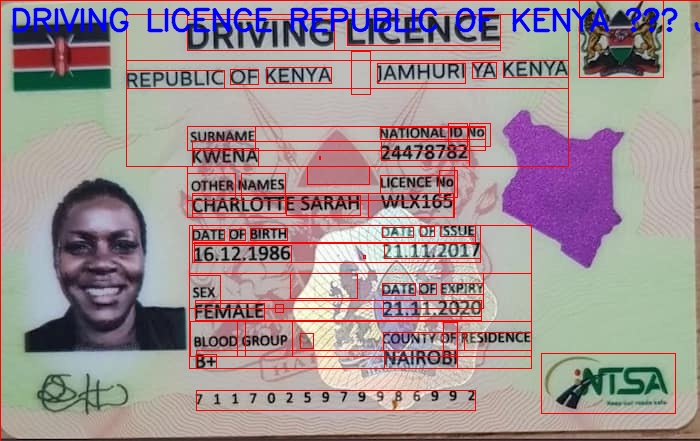 DRIVING LICENCE REPUBLIC OF KENYA ??? J
DRIVING LICENCE
REPUBLIC OF KENYA JAMHURI YA KENYA
SURNAME NATIONAL ID No
KWENA 24478782
OTHER NAMES LICENCE No
CHARLOTTE SARAH WLX165
DATE OF BIRTH DATE OF ISSUE
16.12.1986 21.11.2017
SEX DATE OF EXPIRY
FEMALE 21.11.2020
BLOOD GROUP COUNTY OF RESIDENCE
B+ NAIROBI
7 1 1 7 0 2 5 9 7 9 9 8 6 9 9 2
NTSA
Keep our roads safe